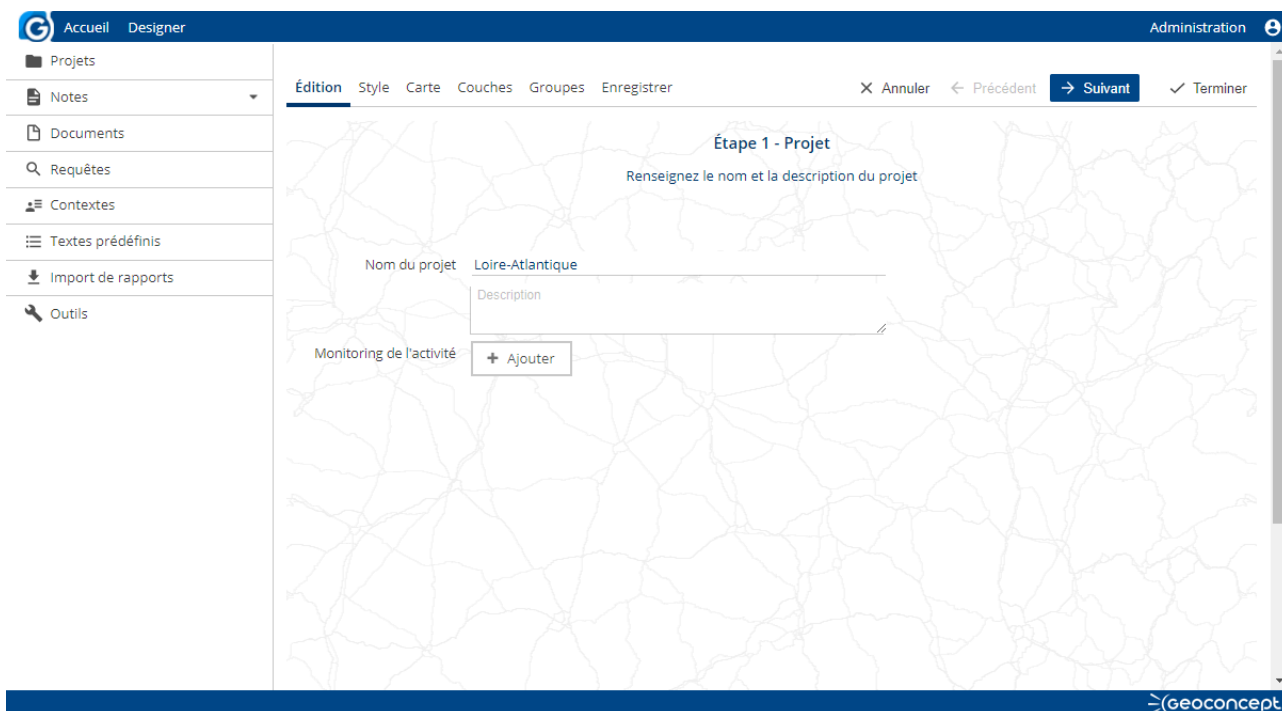 Accueil Designer Administration
Projets
Notes
Documents
Requêtes
Contextes
Textes prédéfinis
Import de rapports
Outils
Édition Style Carte Couches Groupes Enregistrer Annuler Précédent Suivant Terminer
Étape 1 - Projet
Renseignez le nom et la description du projet
Nom du projet Loire-Atlantique
Description
Monitoring de l'activité + Ajouter
Geoconcept